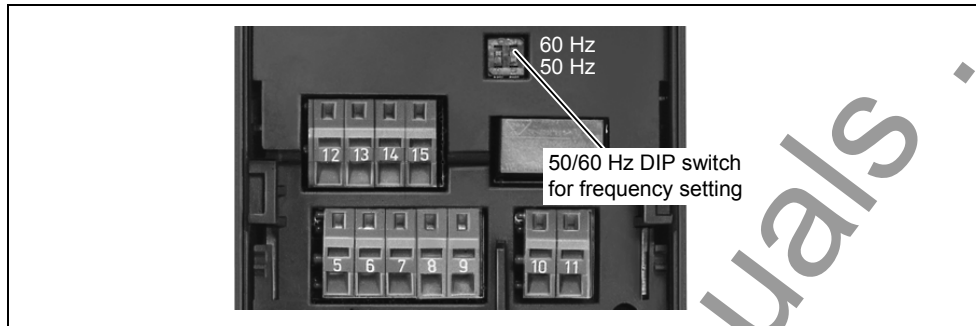 60 Hz
50 Hz
12 13 14 15
50/60 Hz DIP switch
for frequency setting
5 6 7 8 9
10 11
uals .